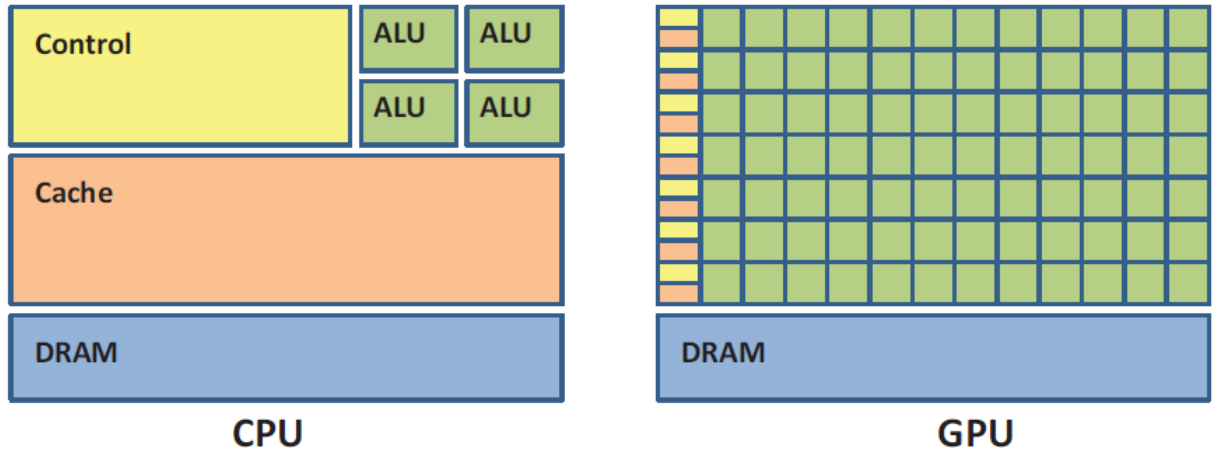 Control
ALU ALU
ALU ALU
Cache
DRAM
CPU
DRAM
GPU